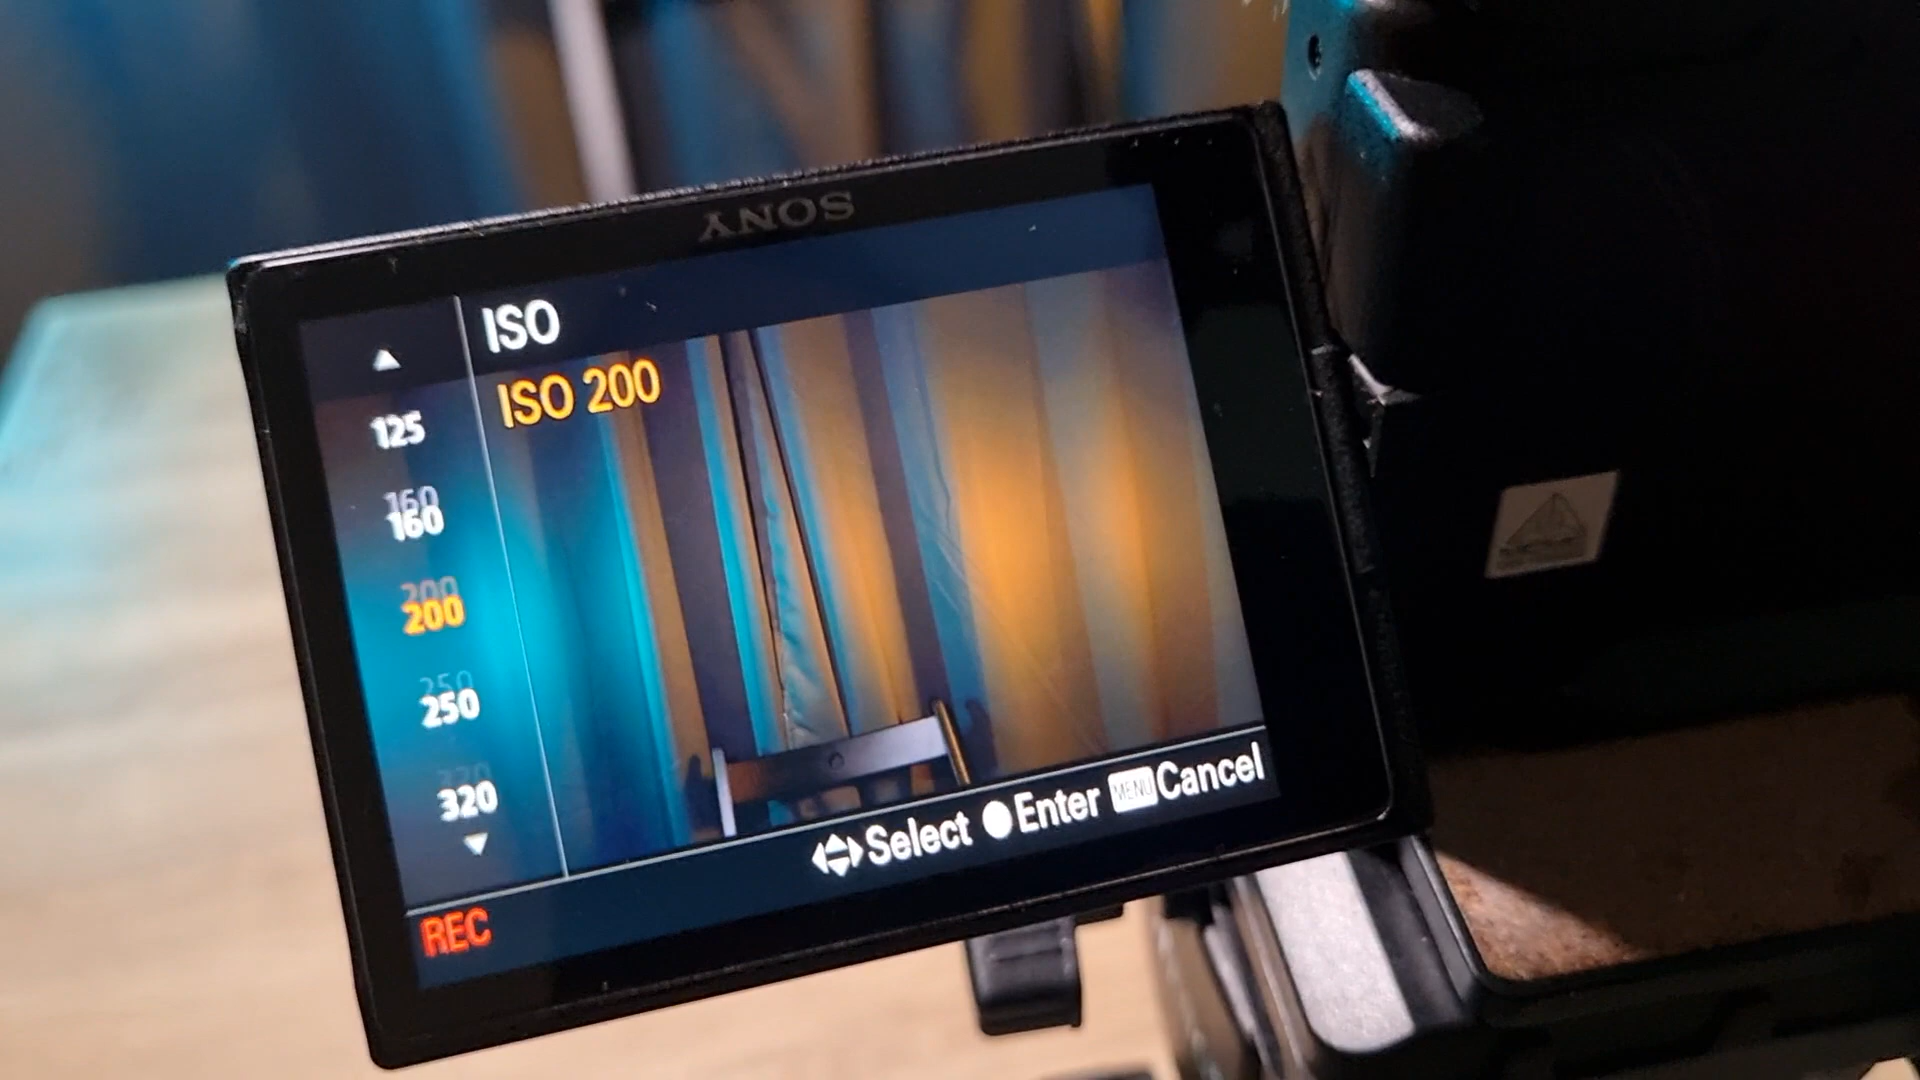 SONY
ISO
ISO 200
125
160
200
250
320
Select Enter MENU Cancel
REC